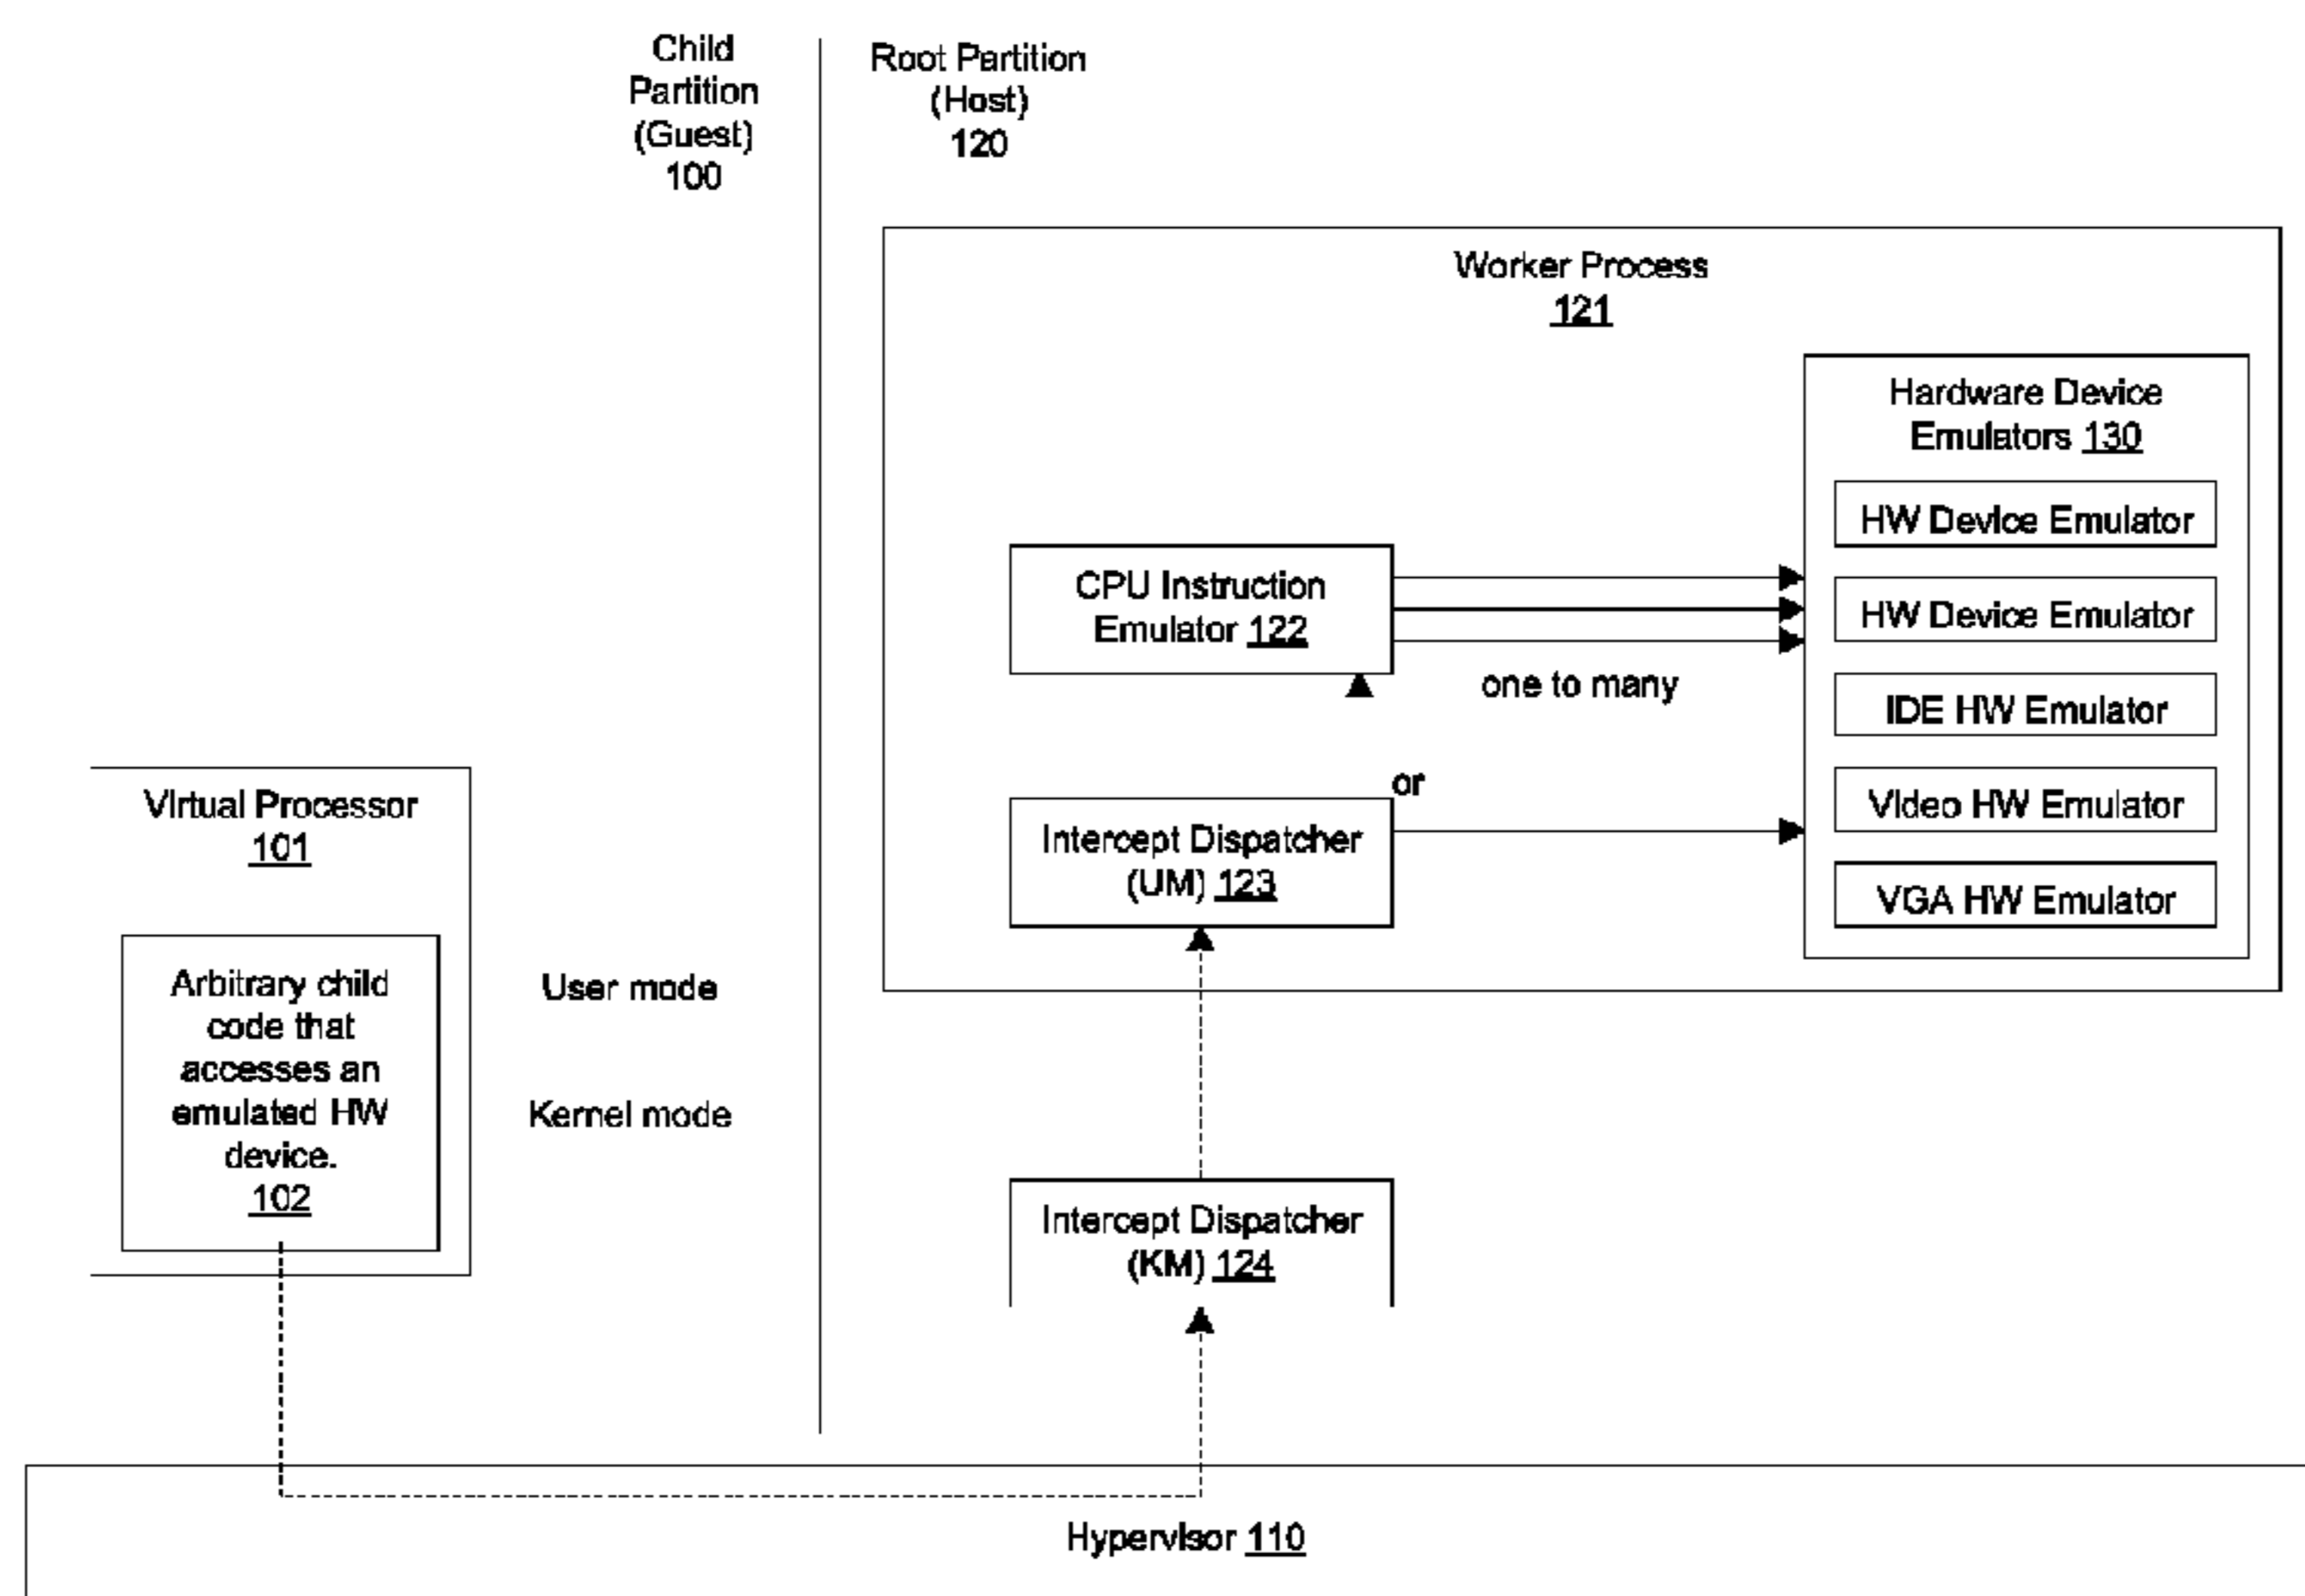 Child
Partition
(Guest)
100
Root Partition
(Host)
120
Worker Process
121
Hardware Device
Emulators 130
HW Device Emulator
HW Device Emulator
IDE HW Emulator
Video HW Emulator
VGA HW Emulator
CPU Instruction
Emulator 122
one to many
or
Intercept Dispatcher
(UM) 123
Virtual Processor
101
Arbitrary child
code that
accesses an
emulated HW
device.
102
User mode
Kernel mode
Intercept Dispatcher
(KM) 124
Hypervisor 110